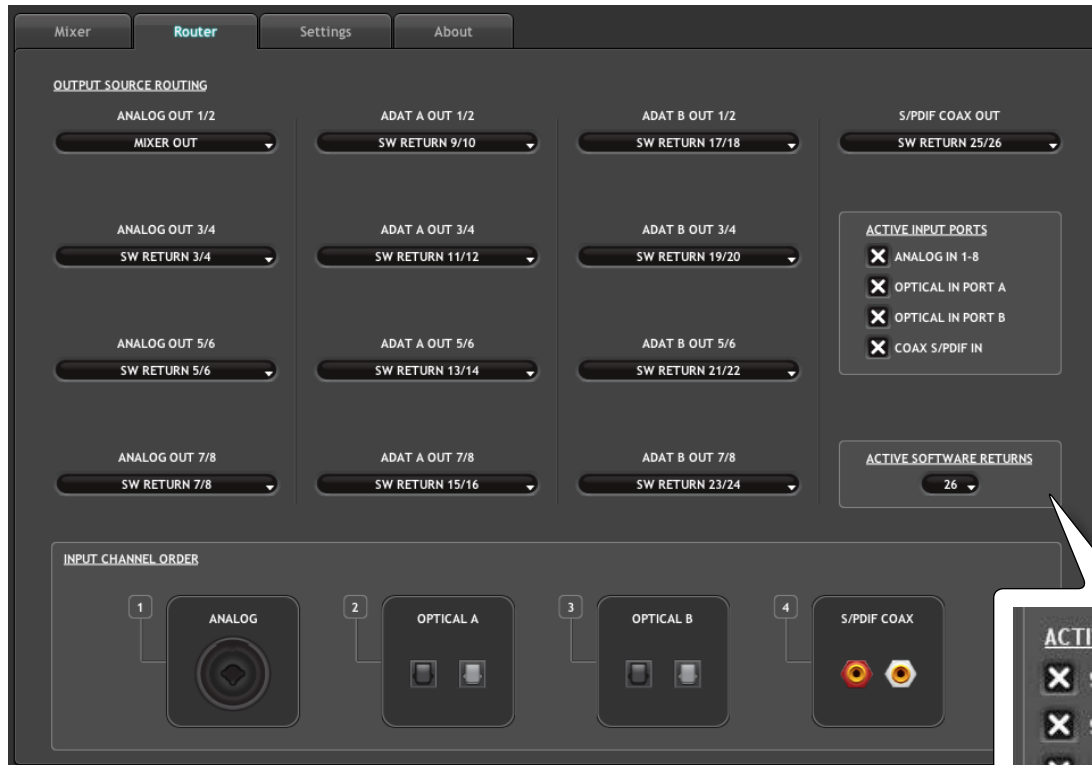 Mixer
Router
Settings
About
OUTPUT SOURCE ROUTING
ANALOG OUT 1/2
MIXER OUT
ADAT A OUT 1/2
SW RETURN 9/10
ADAT B OUT 1/2
SW RETURN 17/18
S/PDIF COAX OUT
SW RETURN 25/26
ANALOG OUT 3/4
SW RETURN 3/4
ADAT A OUT 3/4
SW RETURN 11/12
ADAT B OUT 3/4
SW RETURN 19/20
ACTIVE INPUT PORTS
ANALOG IN 1-8
OPTICAL IN PORT A
OPTICAL IN PORT B
COAX S/PDIF IN
ANALOG OUT 5/6
SW RETURN 5/6
ADAT A OUT 5/6
SW RETURN 13/14
ADAT B OUT 5/6
SW RETURN 21/22
ANALOG OUT 7/8
SW RETURN 7/8
ADAT A OUT 7/8
SW RETURN 15/16
ADAT B OUT 7/8
SW RETURN 23/24
ACTIVE SOFTWARE RETURNS
26
INPUT CHANNEL ORDER
1
ANALOG
2
OPTICAL A
3
OPTICAL B
4
S/PDIF COAX
ACTI